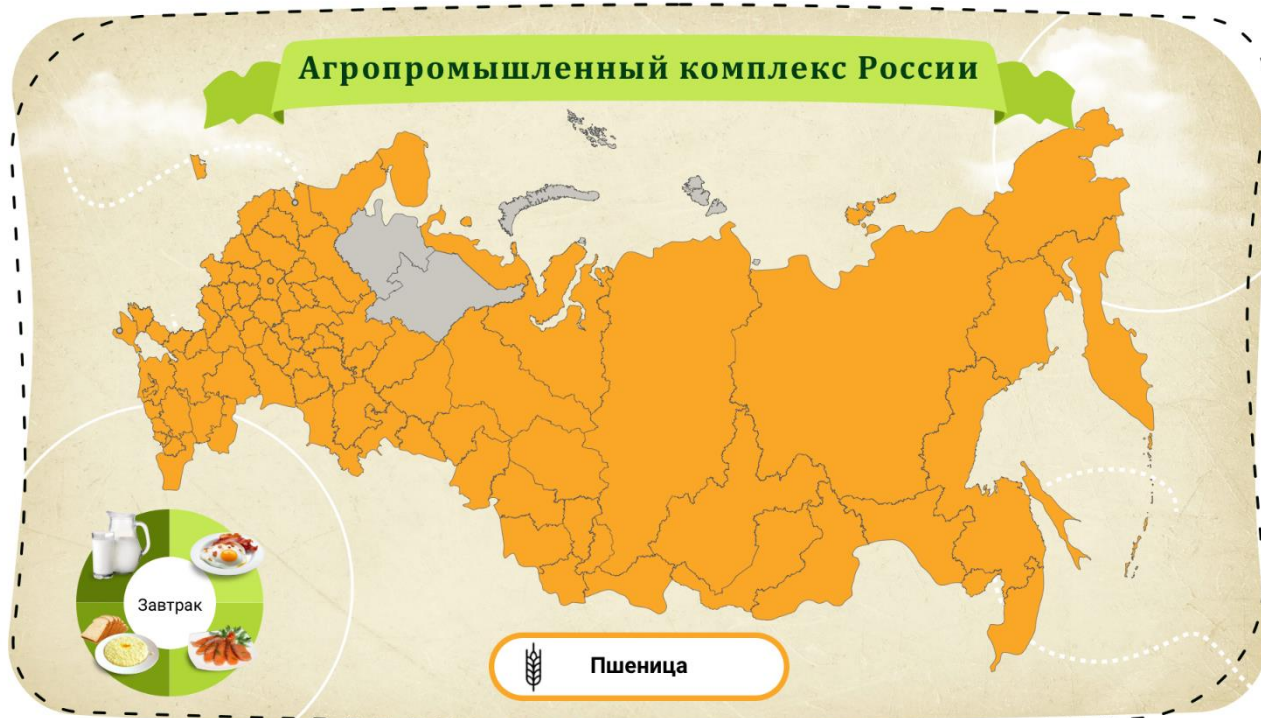 Агропромышленный комплекс России
Завтрак
Пшеница